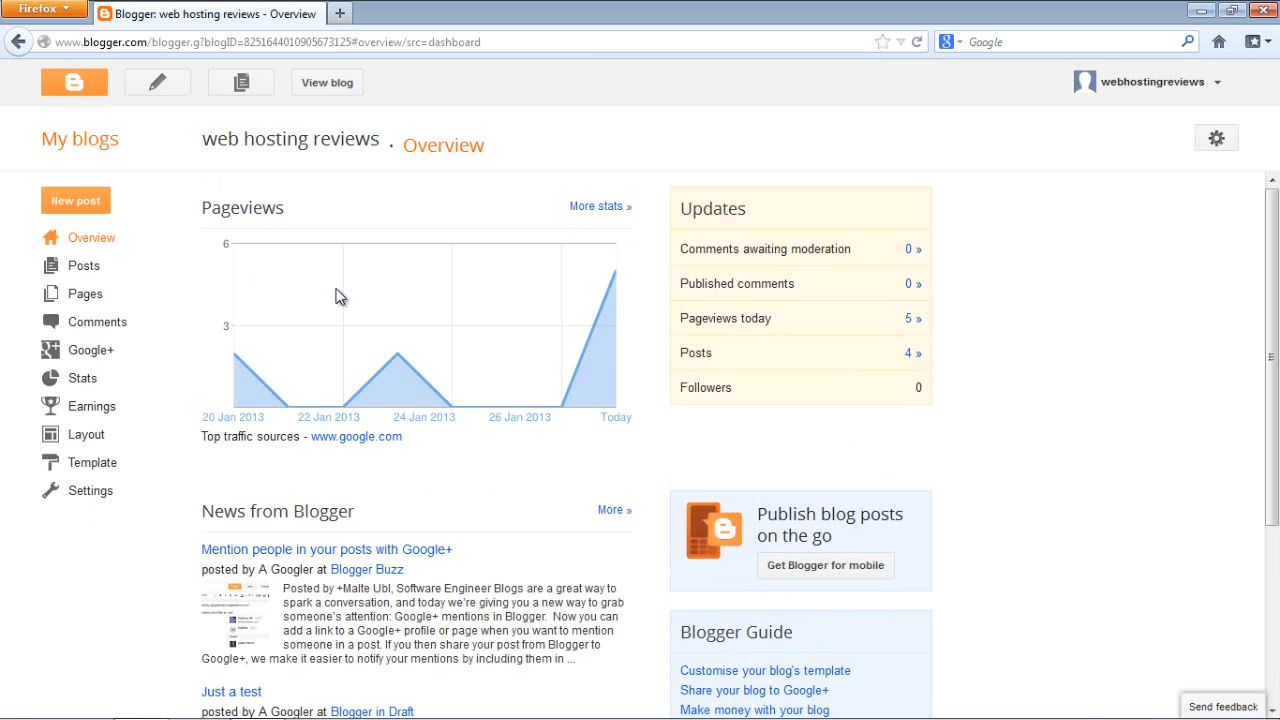 Firefox
Blogger: web hosting reviews - Overview
www.blogger.com/blogger.g?blogID=8251644010905673125#overview/src=dashboard
Google
View blog
webhostingreviews
My blogs
web hosting reviews · Overview
New post
Overview
Posts
Pages
Comments
Google+
Stats
Earnings
Layout
Template
Settings
Pageviews
More stats »
6
3
20 Jan 2013 22 Jan 2013 24 Jan 2013 26 Jan 2013 Today
Top traffic sources - www.google.com
News from Blogger
More »
Mention people in your posts with Google+
posted by A Googler at Blogger Buzz
Posted by +Malte Ubl, Software Engineer Blogs are a great way to
spark a conversation, and today we're giving you a new way to grab
someone's attention: Google+ mentions in Blogger. Now you can
add a link to a Google+ profile or page when you want to mention
someone in a post. If you then share your post from Blogger to
Google+, we make it easier to notify your mentions by including them in ...
Just a test
posted by A Googler at Blogger in Draft
Updates
Comments awaiting moderation 0 »
Published comments 0 »
Pageviews today 5 »
Posts 4 »
Followers 0
Publish blog posts
on the go
Get Blogger for mobile
Blogger Guide
Customise your blog's template
Share your blog to Google+
Make money with your blog
Send feedback